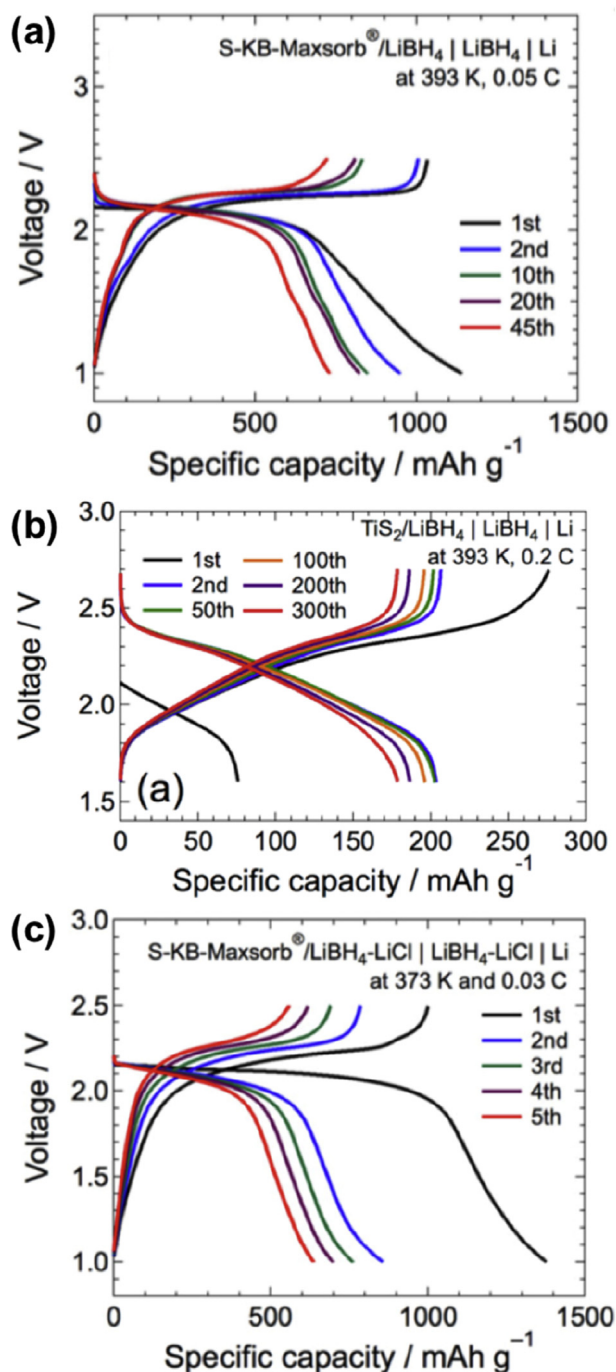 (a)
S-KB-Maxsorb®/LiBH4 | LiBH4 | Li
at 393 K, 0.05 C
3
2
1
Voltage / V
1st
2nd
10th
20th
45th
0 500 1000 1500
Specific capacity / mAh g−1
(b)
TiS2/LiBH4 | LiBH4 | Li
at 393 K, 0.2 C
3.0
2.5
2.0
1.5
Voltage / V
1st 100th
2nd 200th
50th 300th
(a)
0 50 100 150 200 250 300
Specific capacity / mAh g−1
(c)
S-KB-Maxsorb®/LiBH4-LiCl | LiBH4-LiCl | Li
at 373 K and 0.03 C
3.0
2.5
2.0
1.5
1.0
Voltage / V
1st
2nd
3rd
4th
5th
0 500 1000 1500
Specific capacity / mAh g−1